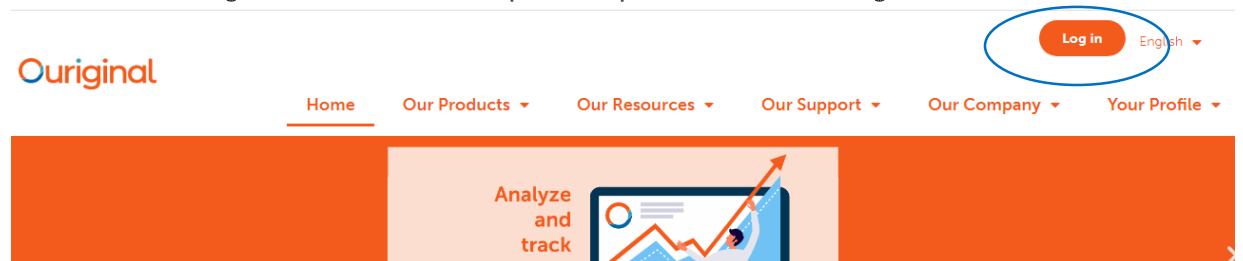 Log in English
Ouriginal
Home Our Products Our Resources Our Support Our Company Your Profile
Analyze
and
track